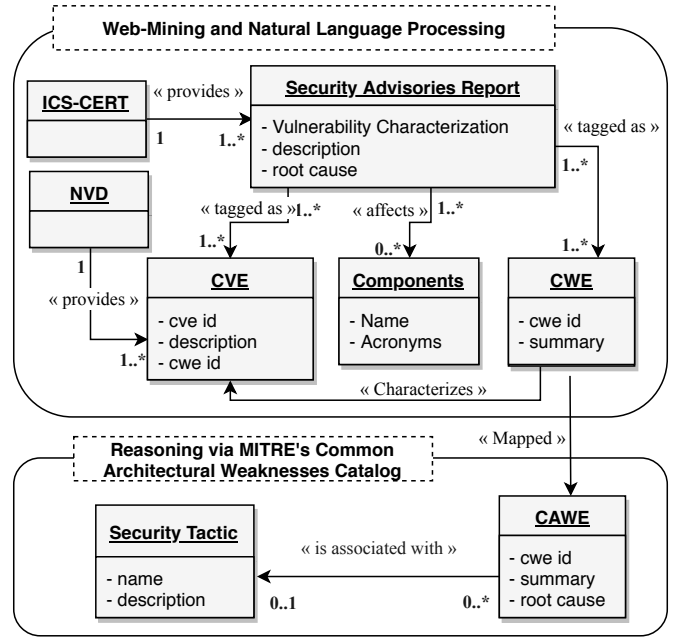 Web-Mining and Natural Language Processing
ICS-CERT
« provides »
1
1..*
Security Advisories Report
- Vulnerability Characterization
- description
- root cause
« tagged as »
1..*
1..*
NVD
1
« provides »
1..*
« tagged as »
1..*
1..*
« affects »
1..*
0..*
CVE
- cve id
- description
- cwe id
Components
- Name
- Acronyms
CWE
- cwe id
- summary
« Characterizes »
« Mapped »
Reasoning via MITRE's Common
Architectural Weaknesses Catalog
Security Tactic
- name
- description
« is associated with »
0..1
0..*
CAWE
- cwe id
- summary
- root cause